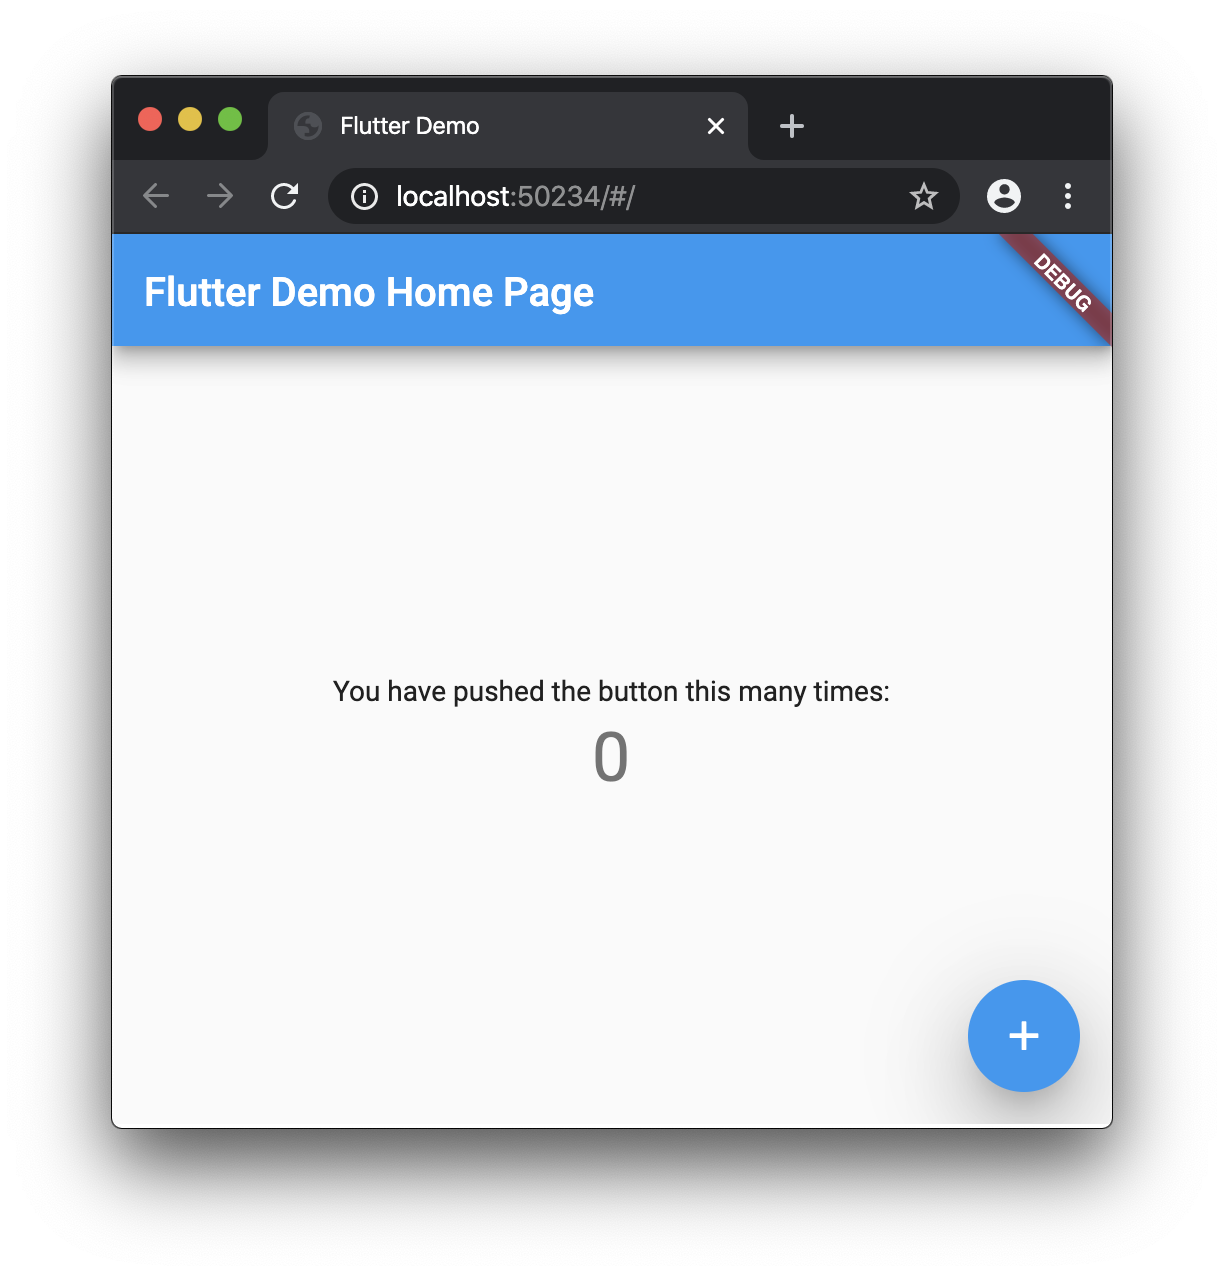 Flutter Demo
localhost:50234/#/
Flutter Demo Home Page
DEBUG
You have pushed the button this many times:
0